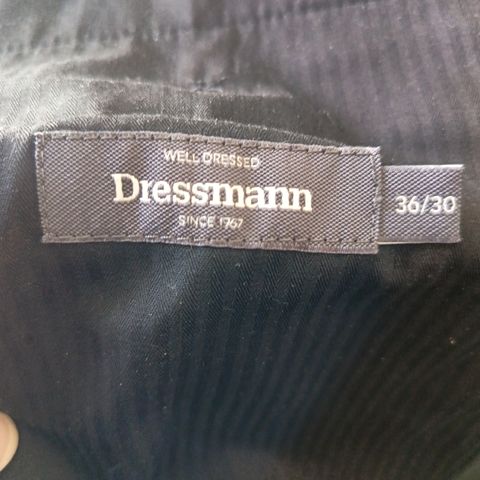 WELL DRESSED
Dressmann
SINCE 1767
36/30